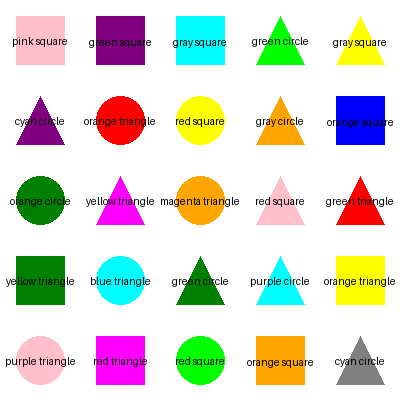 pink square green square gray square green circle gray square
cyan circle orange triangle red square gray circle orange square
orange circle yellow triangle magenta triangle red square green triangle
yellow triangle blue triangle green circle purple circle orange triangle
purple triangle red triangle red square orange square cyan circle